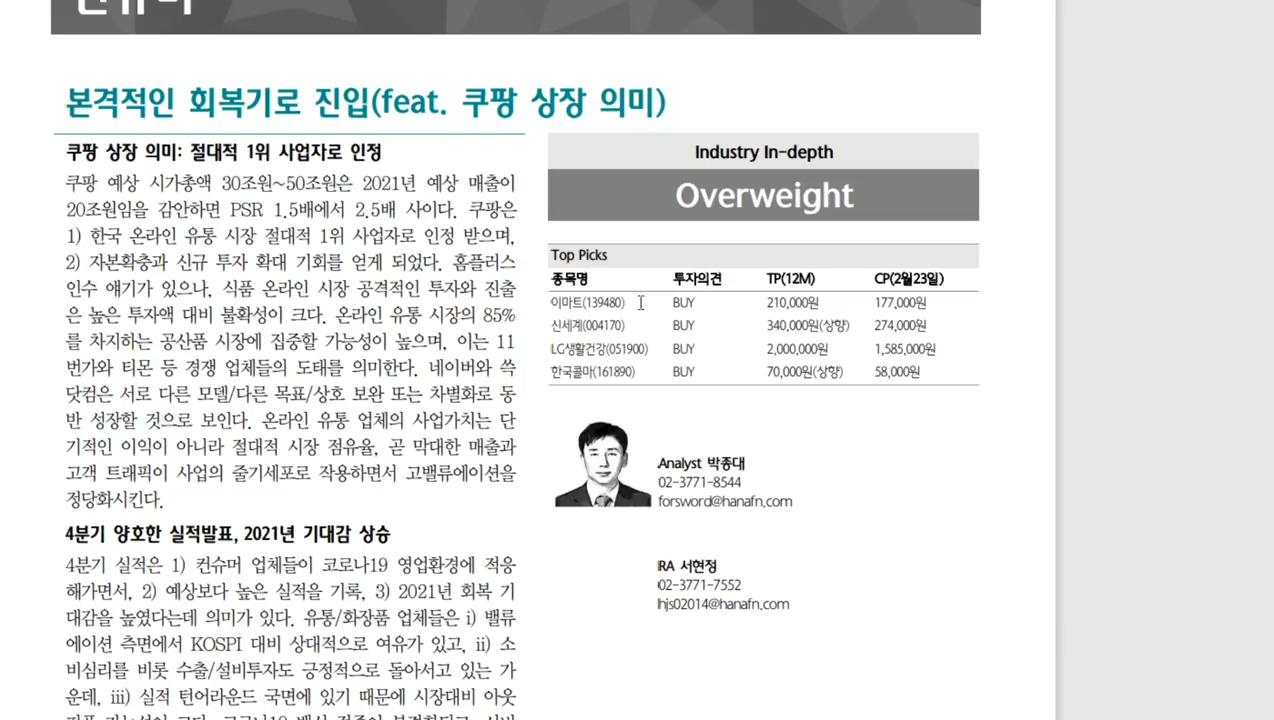 컨슈머
본격적인 회복기로 진입(feat. 쿠팡 상장 의미)
쿠팡 상장 의미: 절대적 1위 사업자로 인정
쿠팡 예상 시가총액 30조원~50조원은 2021년 예상 매출이
20조원임을 감안하면 PSR 1.5배에서 2.5배 사이다. 쿠팡은
1) 한국 온라인 유통 시장 절대적 1위 사업자로 인정 받으며,
2) 자본확충과 신규 투자 확대 기회를 얻게 되었다. 홈플러스
인수 얘기가 있으나, 식품 온라인 시장 공격적인 투자와 진출
은 높은 투자액 대비 불확성이 크다. 온라인 유통 시장의 85%
를 차지하는 공산품 시장에 집중할 가능성이 높으며, 이는 11
번가와 티몬 등 경쟁 업체들의 도태를 의미한다. 네이버와 쓱
닷컴은 서로 다른 모델/다른 목표/상호 보완 또는 차별화로 동
반 성장할 것으로 보인다. 온라인 유통 업체의 사업가치는 단
기적인 이익이 아니라 절대적 시장 점유율, 곧 막대한 매출과
고객 트래픽이 사업의 줄기세포로 작용하면서 고밸류에이션을
정당화시킨다.
4분기 양호한 실적발표, 2021년 기대감 상승
4분기 실적은 1) 컨슈머 업체들이 코로나19 영업환경에 적응
해가면서, 2) 예상보다 높은 실적을 기록, 3) 2021년 회복 기
대감을 높였다는데 의미가 있다. 유통/화장품 업체들은 i) 밸류
에이션 측면에서 KOSPI 대비 상대적으로 여유가 있고, ii) 소
비심리를 비롯 수출/설비투자도 긍정적으로 돌아서고 있는 가
운데, iii) 실적 턴어라운드 국면에 있기 때문에 시장대비 아웃
Industry In-depth
Overweight
Top Picks
종목명 투자의견 TP(12M) CP(2월23일)
이마트(139480) BUY 210,000원 177,000원
신세계(004170) BUY 340,000원(상향) 274,000원
LG생활건강(051900) BUY 2,000,000원 1,585,000원
한국콜마(161890) BUY 70,000원(상향) 58,000원
Analyst 박종대
02-3771-8544
forsword@hanafn.com
RA 서현정
02-3771-7552
hjs02014@hanafn.com